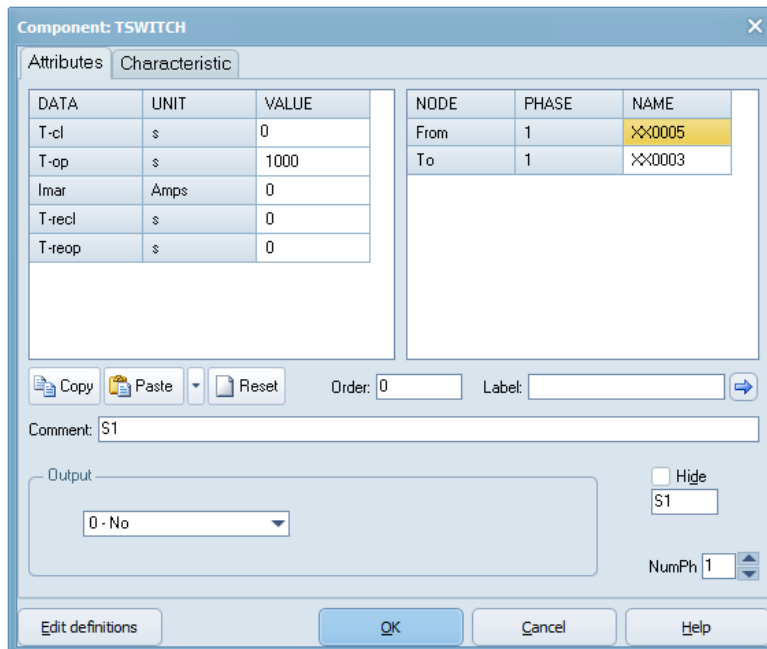 Component: TSWITCH
Attributes Characteristic
DATA UNIT VALUE NODE PHASE NAME
T-cl s 0 From 1 XX0005
T-op s 1000 To 1 XX0003
Imar Amps 0
T-recl s 0
T-reop s 0
Copy Paste Reset Order: 0 Label:
Comment: S1
Output Hide
S1
0 - No
NumPh 1
Edit definitions OK Cancel Help